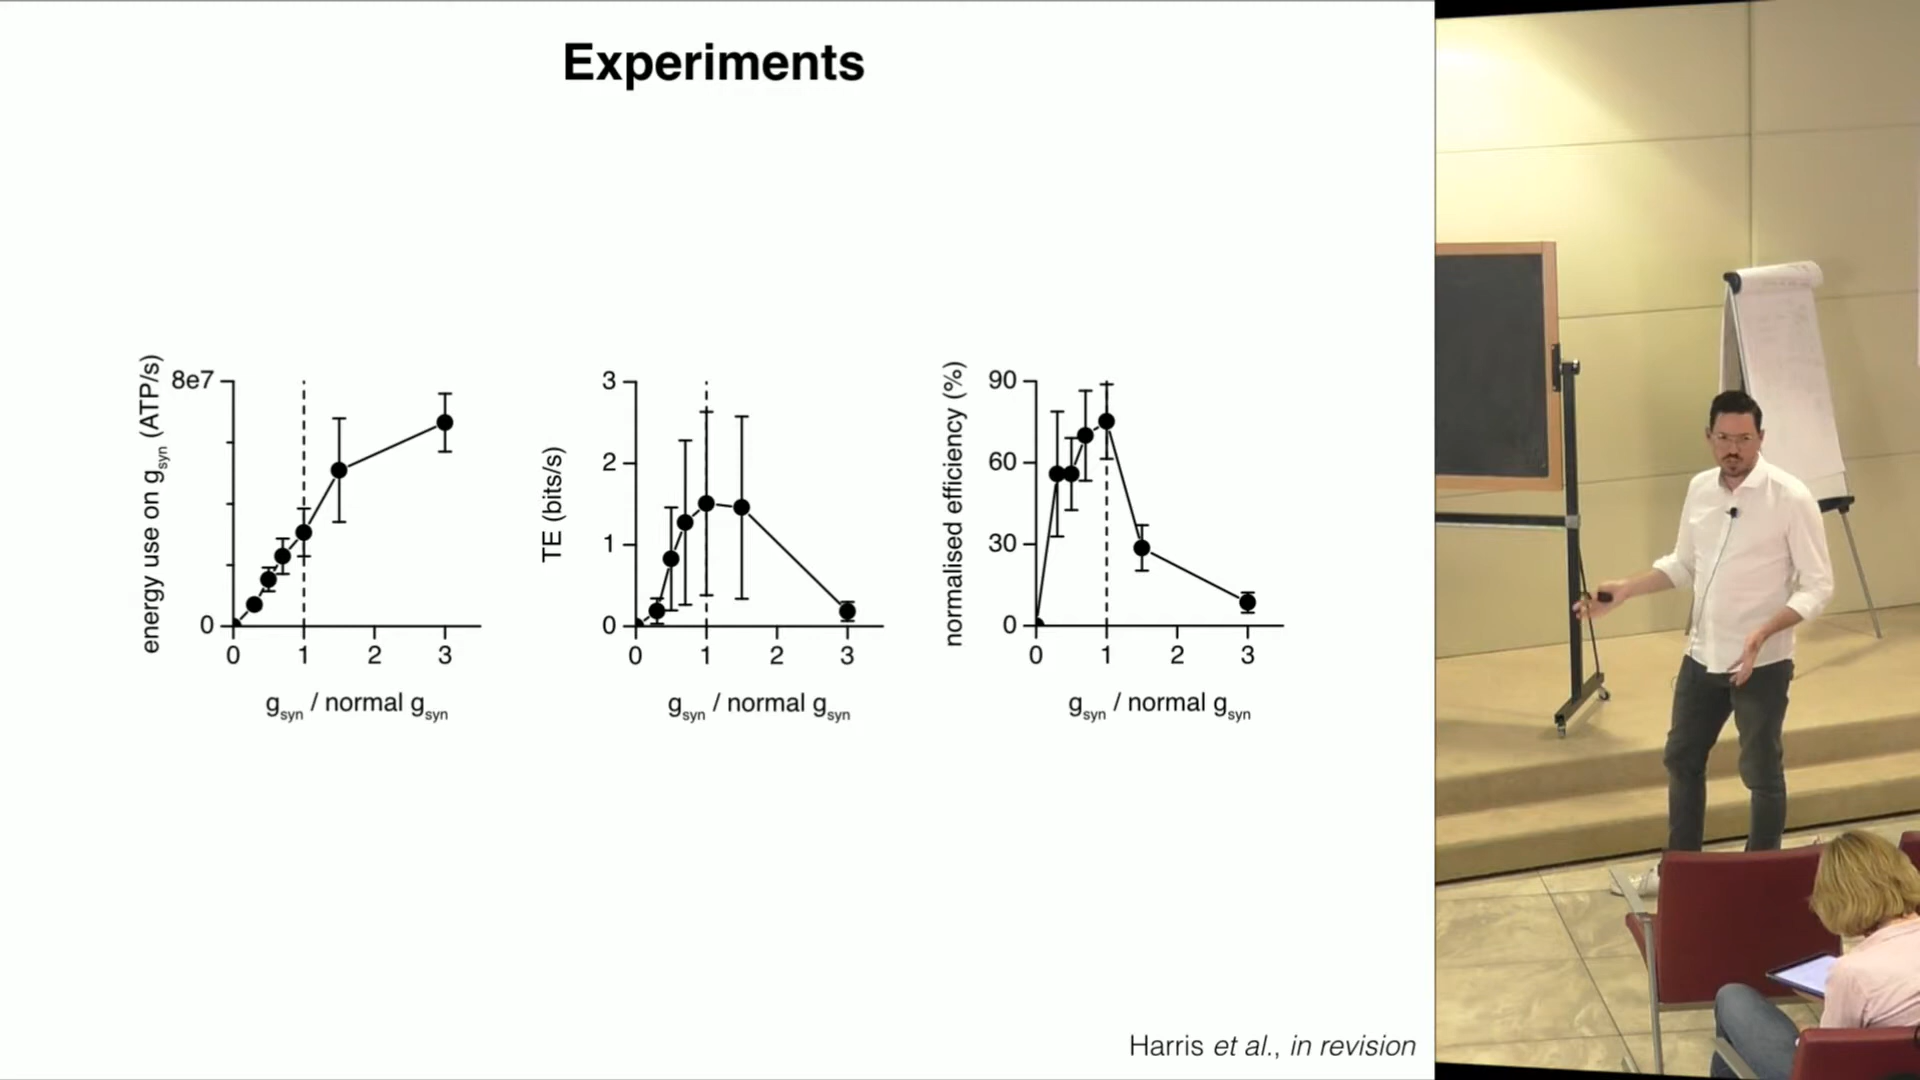 Experiments
energy use on gsyn (ATP/s)
8e7
0
0 1 2 3
gsyn / normal gsyn
TE (bits/s)
3
2
1
0
0 1 2 3
gsyn / normal gsyn
normalised efficiency (%)
90
60
30
0
0 1 2 3
gsyn / normal gsyn
Harris et al., in revision